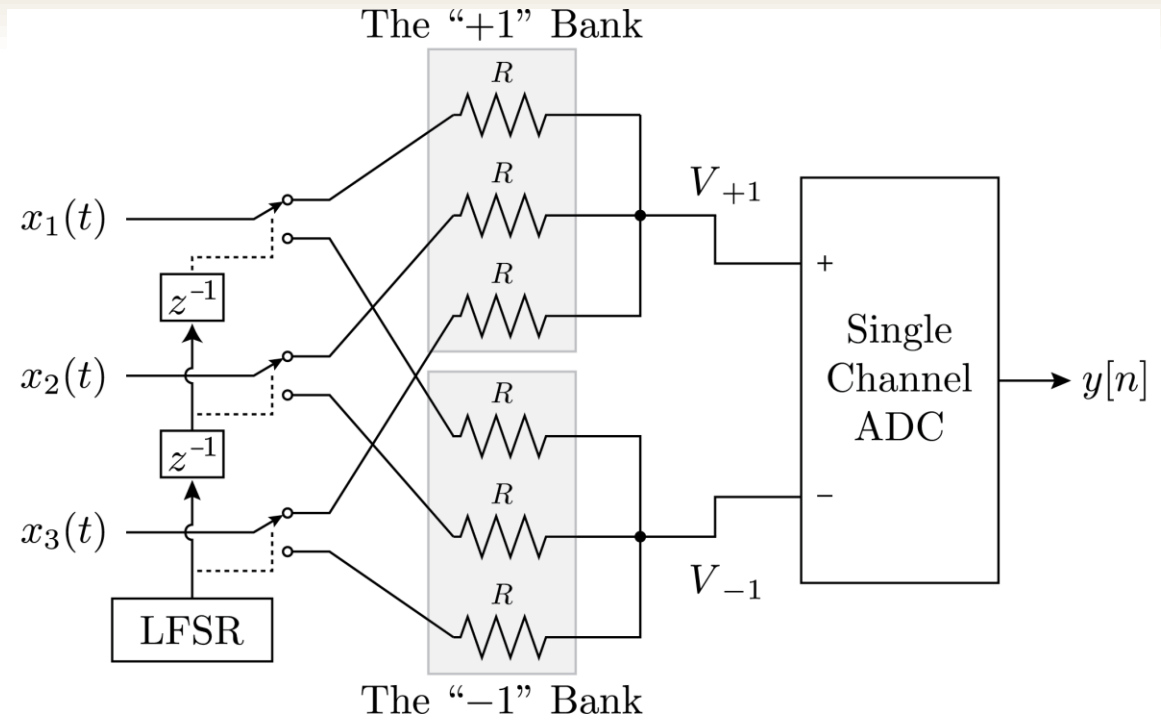 The “+1” Bank
R
R
R
x₁(t)
x₂(t)
x₃(t)
z⁻¹
z⁻¹
LFSR
R
R
R
The “−1” Bank
V₊₁
V₋₁
+
−
Single
Channel
ADC
y[n]